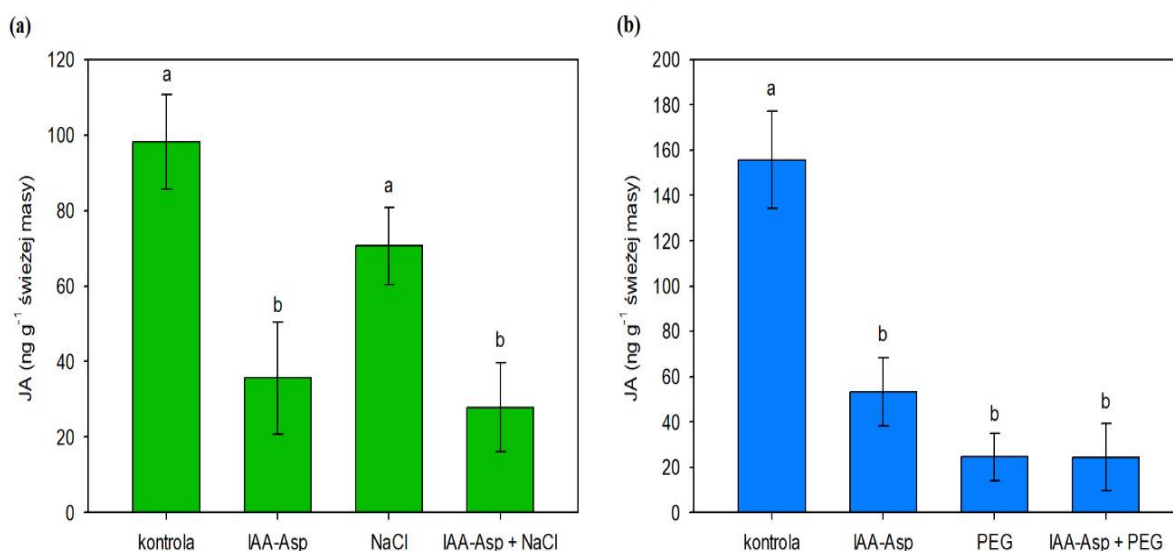 (a)
JA (ng g⁻¹ świeżej masy)
120
100
80
60
40
20
0
a
b
a
b
kontrola
IAA-Asp
NaCl
IAA-Asp + NaCl
(b)
JA (ng g⁻¹ świeżej masy)
200
180
160
140
120
100
80
60
40
20
0
a
b
b
b
kontrola
IAA-Asp
PEG
IAA-Asp + PEG